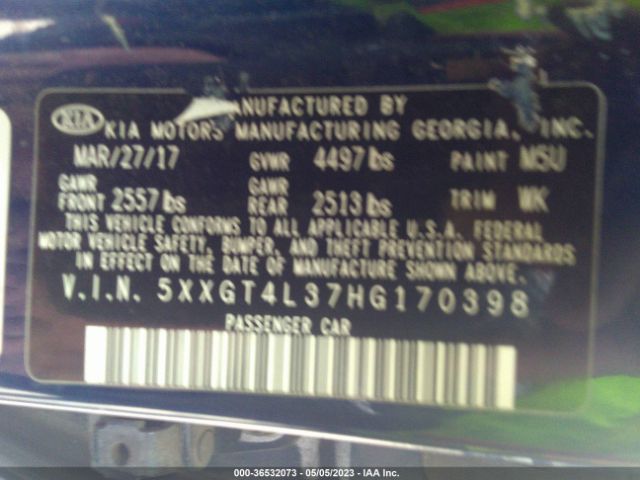 MANUFACTURED BY
KIA KIA MOTORS MANUFACTURING GEORGIA, INC.
MAR/27/17 GVWR 4497 lbs PAINT M5U
GAWR FRONT 2557 lbs GAWR REAR 2513 lbs TRIM WK
THIS VEHICLE CONFORMS TO ALL APPLICABLE U.S.A. FEDERAL
MOTOR VEHICLE SAFETY, BUMPER, AND THEFT PREVENTION STANDARDS
IN EFFECT ON THE DATE OF MANUFACTURE SHOWN ABOVE.
V.I.N. 5XXGT4L37HG170398
PASSENGER CAR
000-36532073 - 05/05/2023 - IAA Inc.